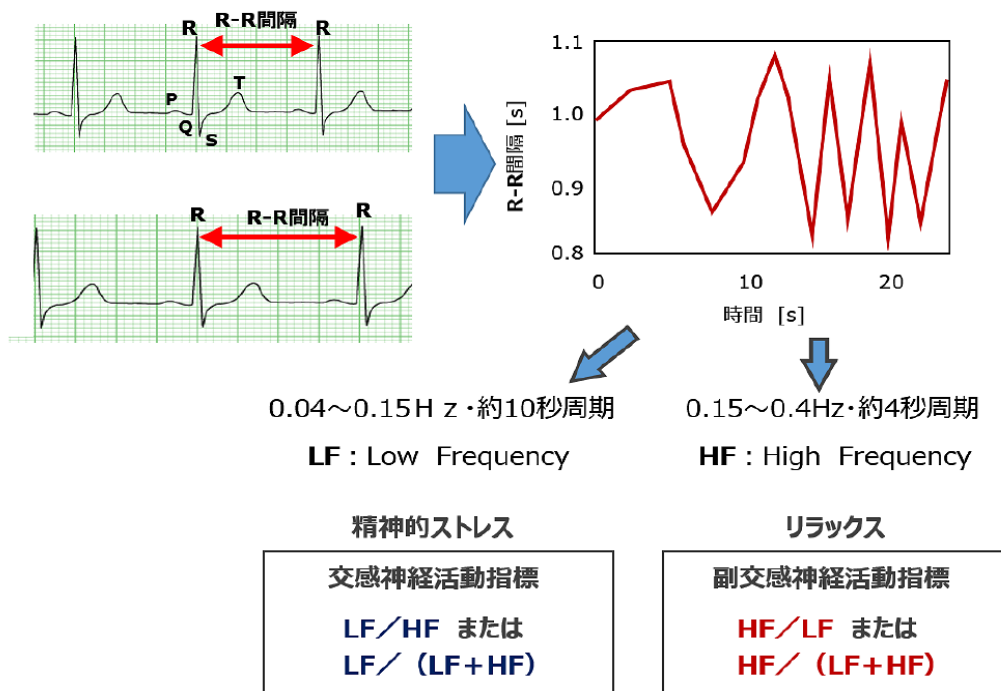 R
R-R間隔
R
P
Q
S
T
R
R-R間隔
R
1.1
1.0
0.9
0.8
R-R間隔 [s]
0
10
20
時間 [s]
0.04～0.15Ｈｚ・約10秒周期
LF：Low Frequency
0.15～0.4Hz・約4秒周期
HF：High Frequency
精神的ストレス
交感神経活動指標
LF／HF または
LF／（LF＋HF）
リラックス
副交感神経活動指標
HF／LF または
HF／（LF＋HF）